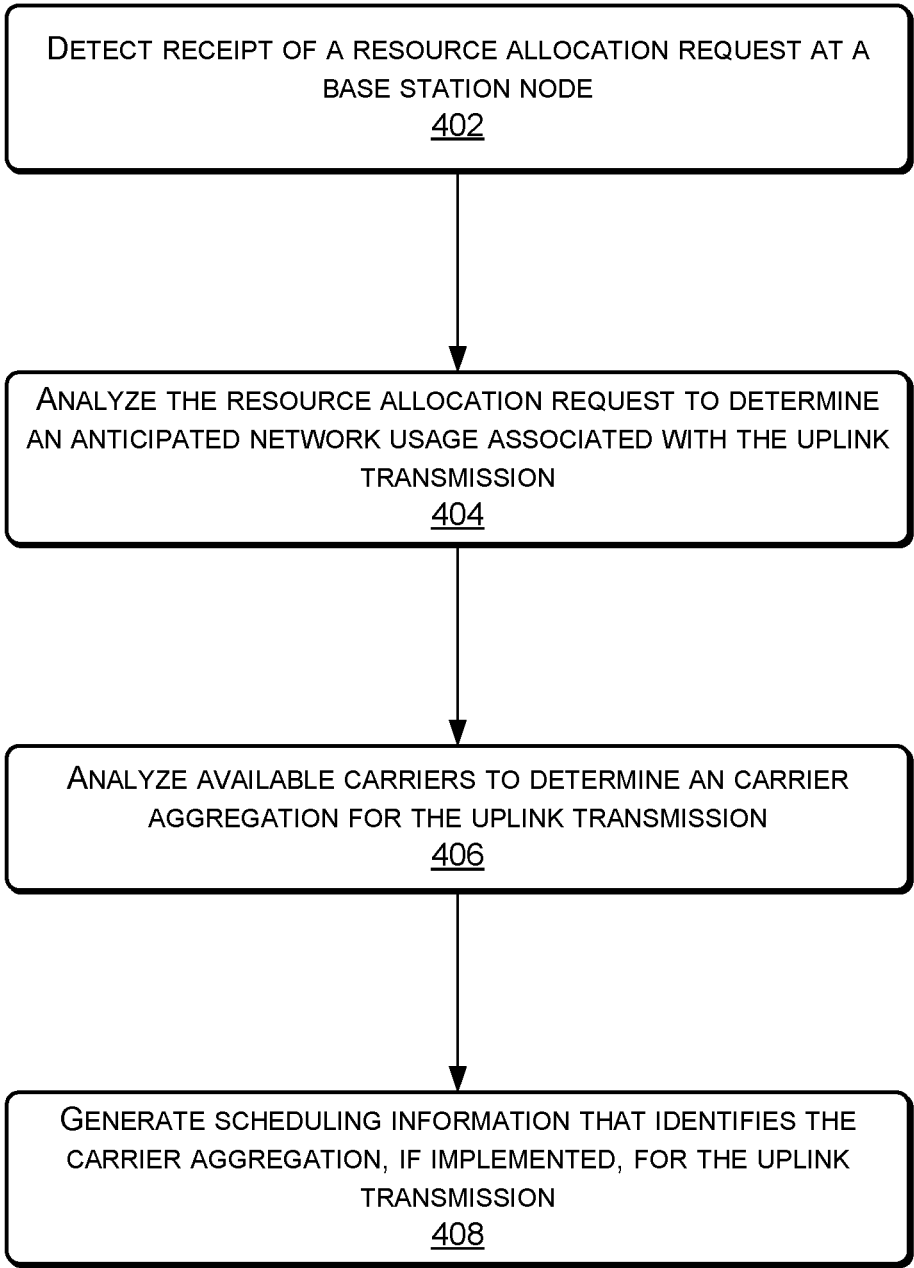 DETECT RECEIPT OF A RESOURCE ALLOCATION REQUEST AT A
BASE STATION NODE
402
ANALYZE THE RESOURCE ALLOCATION REQUEST TO DETERMINE
AN ANTICIPATED NETWORK USAGE ASSOCIATED WITH THE UPLINK
TRANSMISSION
404
ANALYZE AVAILABLE CARRIERS TO DETERMINE AN CARRIER
AGGREGATION FOR THE UPLINK TRANSMISSION
406
GENERATE SCHEDULING INFORMATION THAT IDENTIFIES THE
CARRIER AGGREGATION, IF IMPLEMENTED, FOR THE UPLINK
TRANSMISSION
408